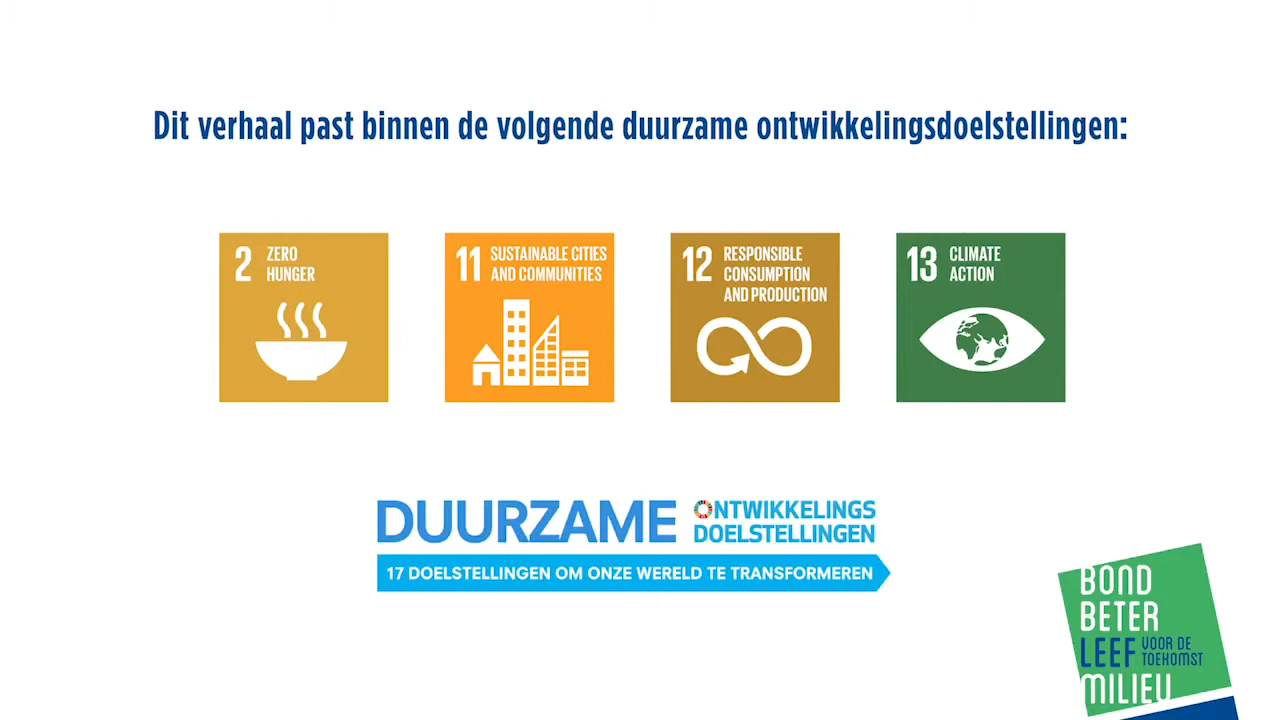 Dit verhaal past binnen de volgende duurzame ontwikkelingsdoelstellingen:
2 ZERO
HUNGER
11 SUSTAINABLE CITIES
AND COMMUNITIES
12 RESPONSIBLE
CONSUMPTION
AND PRODUCTION
13 CLIMATE
ACTION
DUURZAME ONTWIKKELINGS
DOELSTELLINGEN
17 DOELSTELLINGEN OM ONZE WERELD TE TRANSFORMEREN
BOND
BETER
LEEF VOOR DE
TOEKOMST
MILIEU